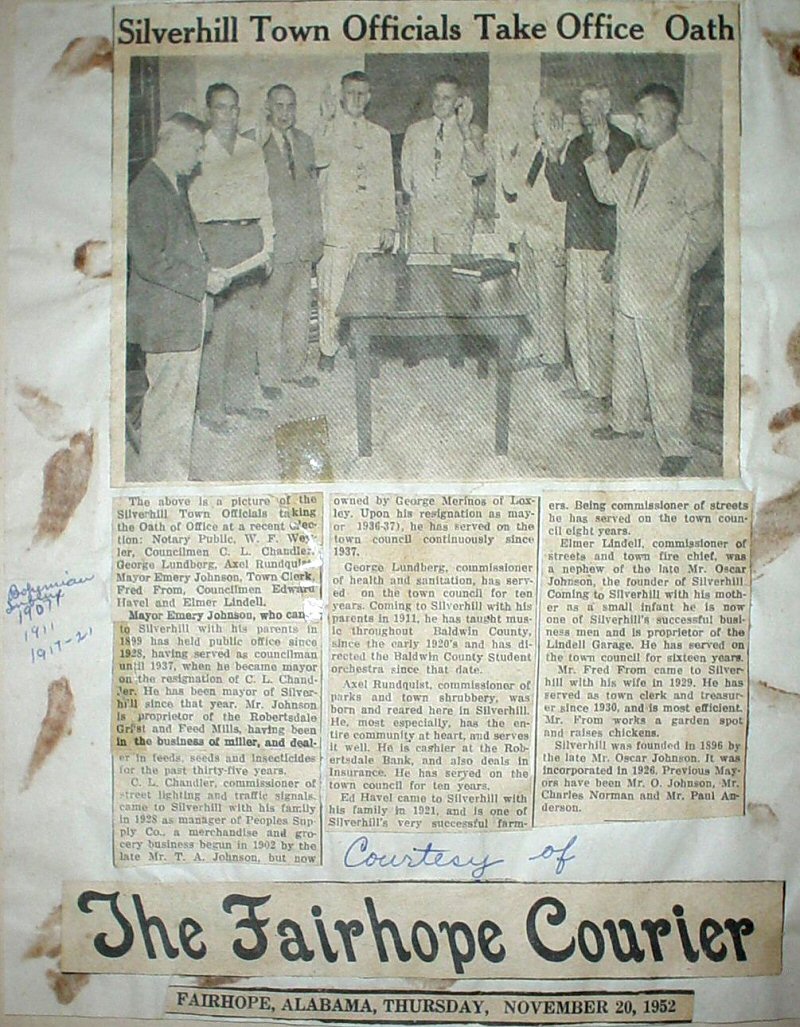 Silverhill Town Officials Take Office Oath
The above is a picture of the
Silverhill Town Officials taking
the Oath of Office at a recent
tion: Notary Public, W. F.
ler, Councilmen C. L. Chandler,
George Lundberg, Axel Rundquist,
Mayor Emery Johnson, Town Clerk,
Fred From, Councilmen Edward
Havel and Elmer Lindell.
Mayor Emery Johnson, who came
to Silverhill with his parents in
1899 has held public office since
1928, having served as councilman
until 1937, when he became mayor
on the resignation of C. L. Chand-
ler. He has been mayor of Silver-
hill since that year. Mr. Johnson
is proprietor of the Robertsdale
Grist and Feed Mills, having been
in the business of miller, and deal-
er in feeds, seeds and insecticides
for the past thirty-five years.
C. L. Chandler, commissioner of
street lighting and traffic signals,
came to Silverhill with his family
in 1928 as manager of Peoples Sup-
ply Co., a merchandise and gro-
cery business begun in 1902 by the
late Mr. T. A. Johnson, but now
owned by George Merinos of Lox-
ley. Upon his resignation as may-
or 1936-37), he has served on the
town council continuously since
1937.
George Lundberg, commissioner
of health and sanitation, has serv-
ed on the town council for ten
years. Coming to Silverhill with his
parents in 1911, he has taught mus-
ic throughout Baldwin County,
since the early 1920's and has di-
rected the Baldwin County Student
orchestra since that date.
Axel Rundquist, commissioner of
parks and town shrubbery, was
born and reared here in Silverhill.
He, most especially, has the en-
tire community at heart, and serves
it well. He is cashier at the Rob-
ertsdale Bank, and also deals in
Insurance. He has served on the
town council for ten years.
Ed Havel came to Silverhill with
his family in 1921, and is one of
Silverhill's very successful farm-
ers. Being commissioner of streets
he has served on the town coun-
cil eight years.
Elmer Lindell, commissioner of
streets and town fire chief, was
a nephew of the late Mr. Oscar
Johnson, the founder of Silverhill.
Coming to Silverhill with his moth-
er as a small infant he is now
one of Silverhill's successful busi-
ness men and is proprietor of the
Lindell Garage. He has served on
the town council for sixteen years.
Mr. Fred From came to Silver-
hill with his wife in 1929. He has
served as town clerk and treasur-
er since 1930, and is most efficient.
Mr. From works a garden spot
and raises chickens.
Silverhill was founded in 1896 by
the late Mr. Oscar Johnson. It was
incorporated in 1926. Previous May-
ors have been Mr. O. Johnson, Mr.
Charles Norman and Mr. Paul An-
derson.
Bohemian
1907
1911
1917-21
Courtesy of
The Fairhope Courier
FAIRHOPE, ALABAMA, THURSDAY, NOVEMBER 20, 1952